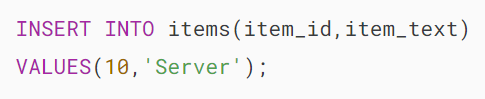 INSERT INTO items(item_id,item_text)
VALUES(10,'Server');